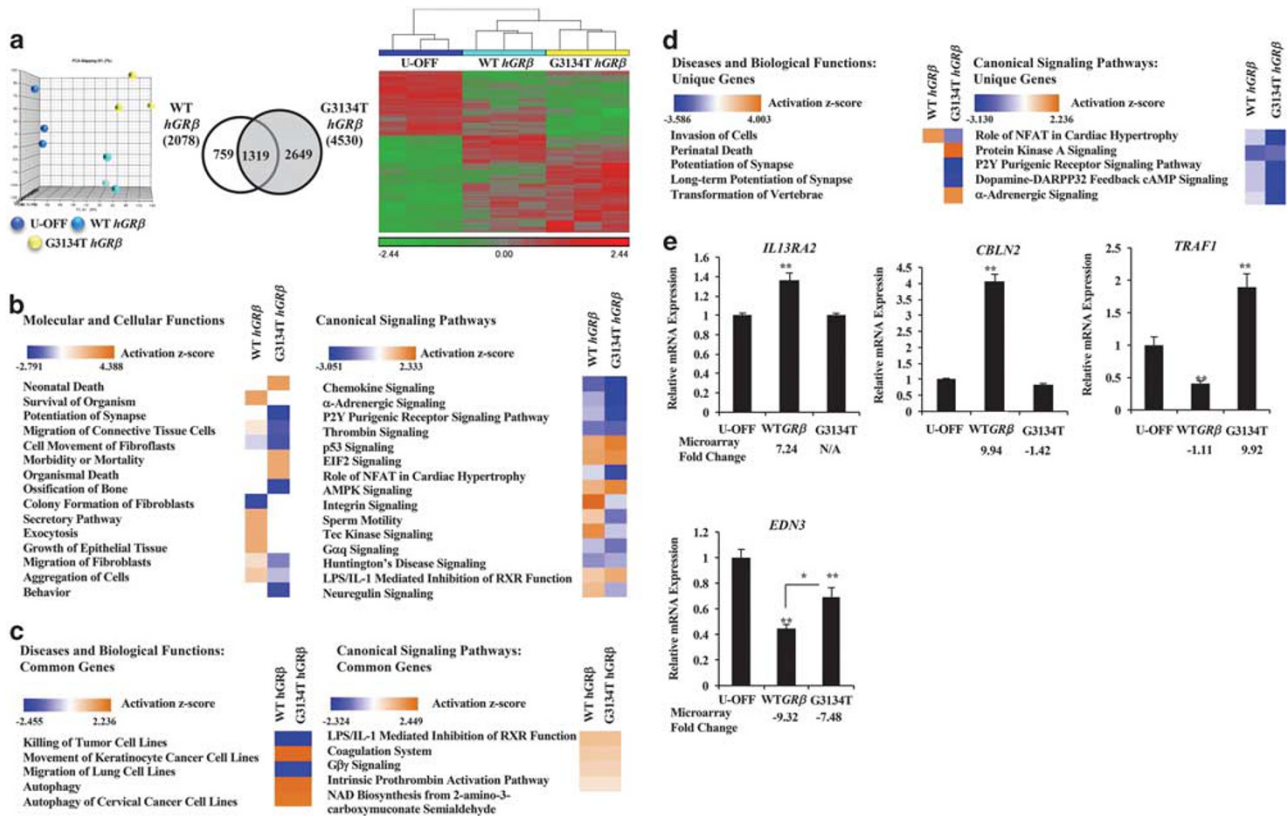 a
WT
hGRβ
(2078)
G3134T
hGRβ
(4530)
759
1319
2649
U-OFF
WT hGRβ
G3134T hGRβ
U-OFF
WT hGRβ
G3134T hGRβ
-2.44
0.00
2.44
b
Molecular and Cellular Functions
Activation z-score
-2.791
4.388
WT hGRβ
G3134T hGRβ
Neonatal Death
Survival of Organism
Potentiation of Synapse
Migration of Connective Tissue Cells
Cell Movement of Fibroflasts
Morbidity or Mortality
Organismal Death
Ossification of Bone
Colony Formation of Fibroblasts
Secretory Pathway
Exocytosis
Growth of Epithelial Tissue
Migration of Fibroblasts
Aggregation of Cells
Behavior
Canonical Signaling Pathways
Activation z-score
-3.051
2.333
WT hGRβ
G3134T hGRβ
Chemokine Signaling
α-Adrenergic Signaling
P2Y Purigenic Receptor Signaling Pathway
Thrombin Signaling
p53 Signaling
EIF2 Signaling
Role of NFAT in Cardiac Hypertrophy
AMPK Signaling
Integrin Signaling
Sperm Motility
Tec Kinase Signaling
Gαq Signaling
Huntington's Disease Signaling
LPS/IL-1 Mediated Inhibition of RXR Function
Neuregulin Signaling
c
Diseases and Biological Functions:
Common Genes
Activation z-score
-2.455
2.236
WT hGRβ
G3134T hGRβ
Killing of Tumor Cell Lines
Movement of Keratinocyte Cancer Cell Lines
Migration of Lung Cell Lines
Autophagy
Autophagy of Cervical Cancer Cell Lines
Canonical Signaling Pathways:
Common Genes
Activation z-score
-2.324
2.449
WT hGRβ
G3134T hGRβ
LPS/IL-1 Mediated Inhibition of RXR Function
Coagulation System
Gβγ Signaling
Intrinsic Prothrombin Activation Pathway
NAD Biosynthesis from 2-amino-3-
carboxymuconate Semialdehyde
d
Diseases and Biological Functions:
Unique Genes
Activation z-score
-3.586
4.003
WT hGRβ
G3134T hGRβ
Invasion of Cells
Perinatal Death
Potentiation of Synapse
Long-term Potentiation of Synapse
Transformation of Vertebrae
Canonical Signaling Pathways:
Unique Genes
Activation z-score
-3.130
2.236
WT hGRβ
G3134T hGRβ
Role of NFAT in Cardiac Hypertrophy
Protein Kinase A Signaling
P2Y Purigenic Receptor Signaling Pathway
Dopamine-DARPP32 Feedback cAMP Signaling
α-Adrenergic Signaling
e
IL13RA2
Relative mRNA Expression
1.6
1.4
1.2
1
0.8
0.6
0.4
0.2
0
**
U-OFF
WTGRβ
G3134T
Microarray
Fold Change
7.24
N/A
CBLN2
Relative mRNA Expressin
4.5
4
3.5
3
2.5
2
1.5
1
0.5
0
**
U-OFF
WTGRβ
G3134T
9.94
-1.42
TRAF1
Relative mRNA Expression
2.5
2
1.5
1
0.5
0
**
**
U-OFF
WTGRβ
G3134T
-1.11
9.92
EDN3
Relative mRNA Expression
1.2
1
0.8
0.6
0.4
0.2
0
*
**
**
U-OFF
WTGRβ
G3134T
Microarray
Fold Change
-9.32
-7.48